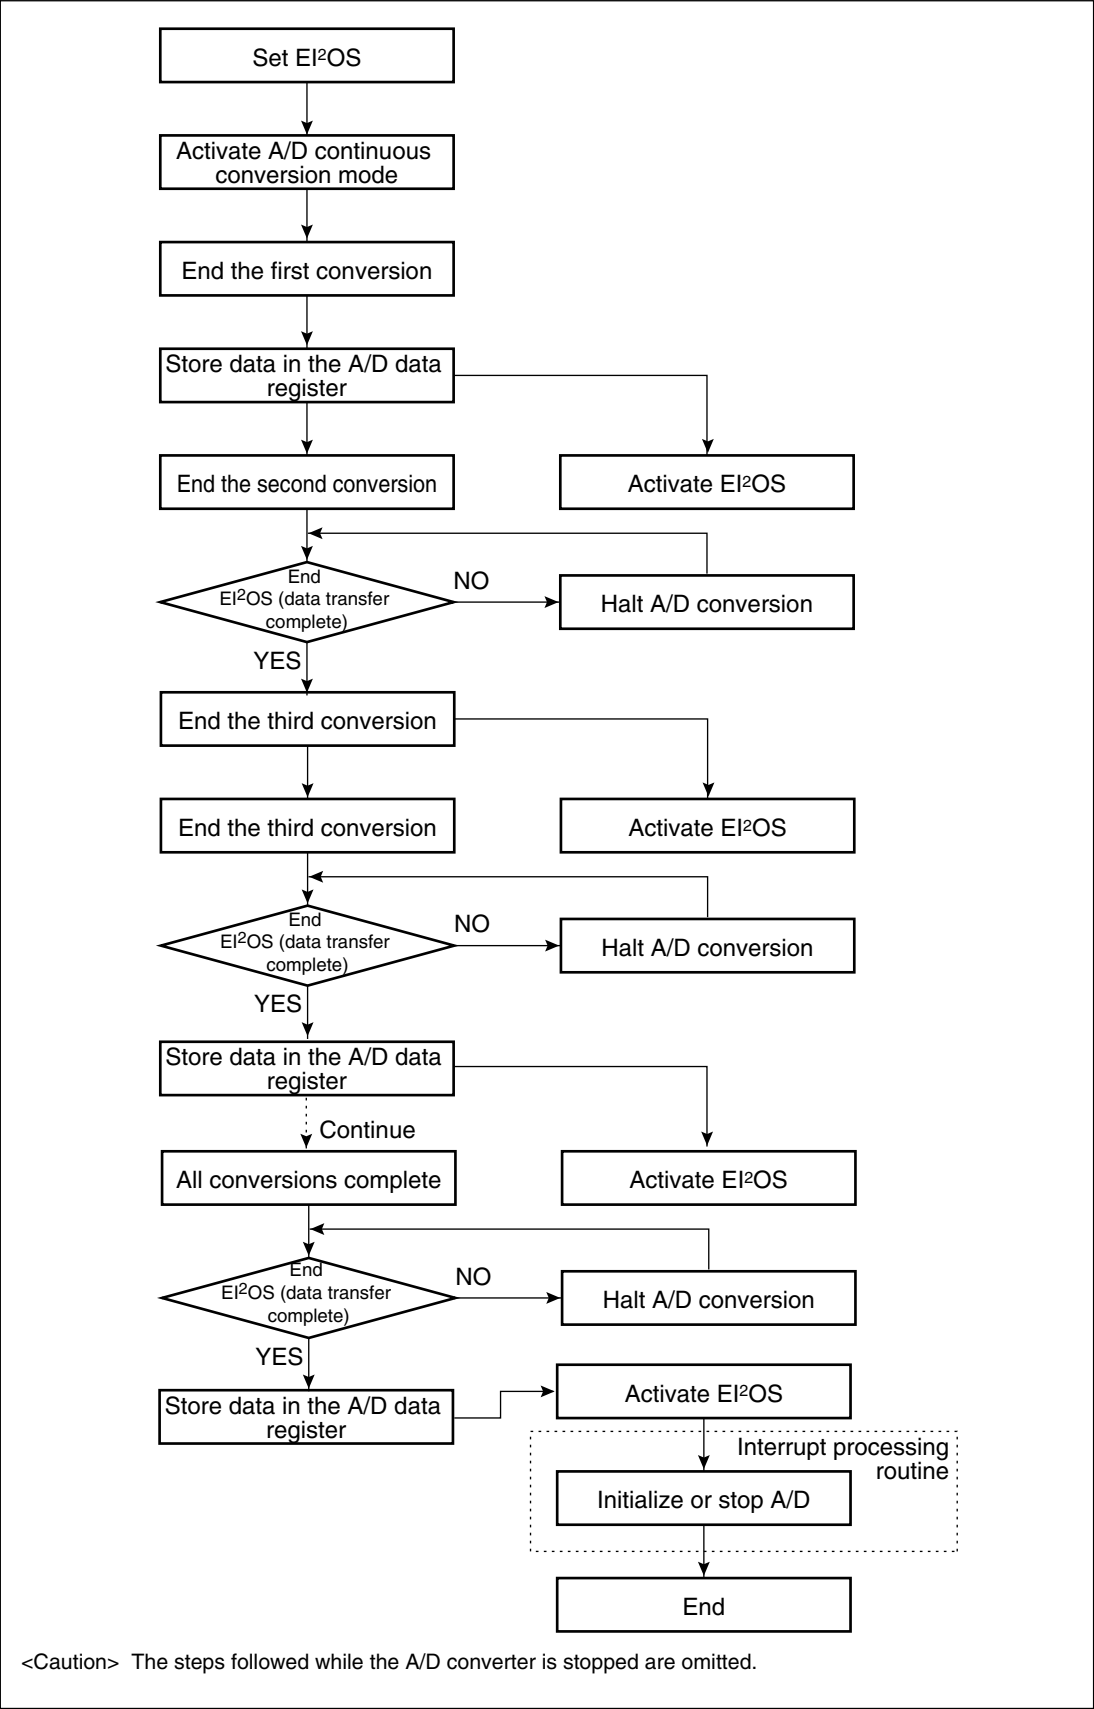 Set EI²OS
Activate A/D continuous
conversion mode
End the first conversion
Store data in the A/D data
register
End the second conversion
Activate EI²OS
End
EI²OS (data transfer
complete)
NO
Halt A/D conversion
YES
End the third conversion
End the third conversion
Activate EI²OS
End
EI²OS (data transfer
complete)
NO
Halt A/D conversion
YES
Store data in the A/D data
register
Continue
All conversions complete
Activate EI²OS
End
EI²OS (data transfer
complete)
NO
Halt A/D conversion
YES
Store data in the A/D data
register
Activate EI²OS
Interrupt processing
routine
Initialize or stop A/D
End
<Caution> The steps followed while the A/D converter is stopped are omitted.